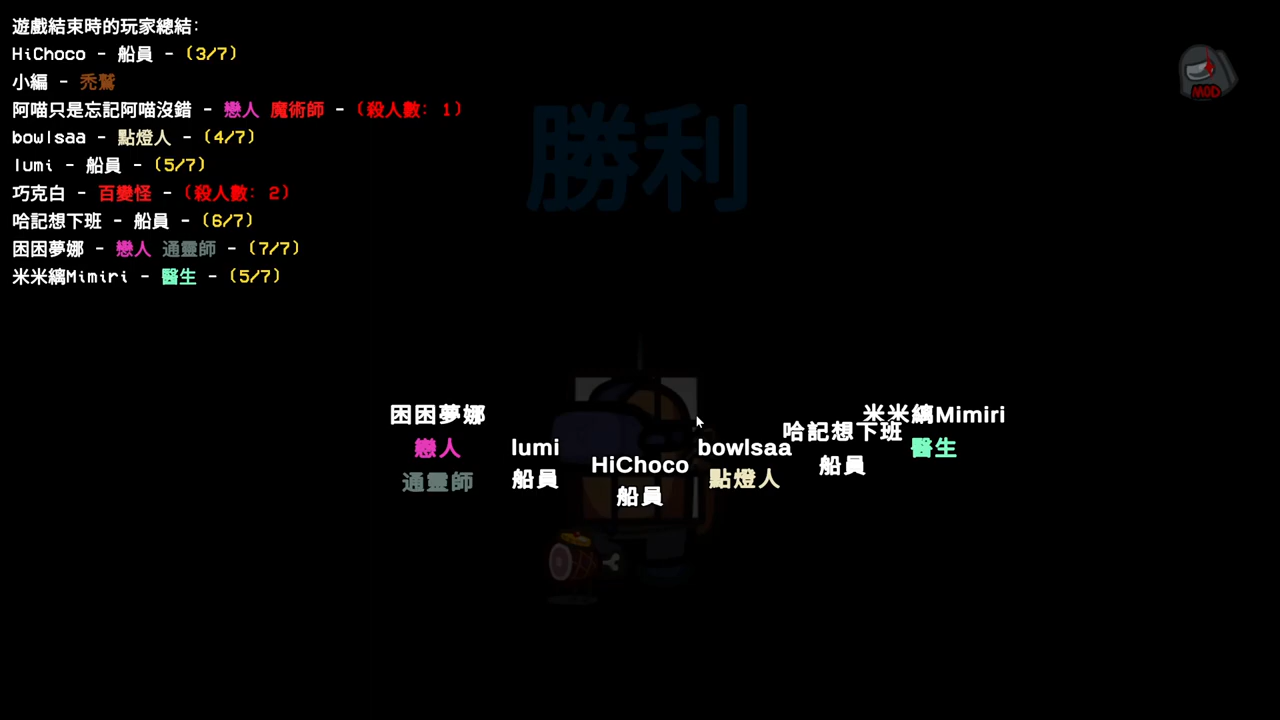 遊戲結束時的玩家總結:
HiChoco - 船員 - (3/7)
小編 - 禿鷲
阿喵只是忘記阿喵沒錯 - 戀人 魔術師 - (殺人數: 1)
bowlsaa - 點燈人 - (4/7)
lumi - 船員 - (5/7)
巧克白 - 百變怪 - (殺人數: 2)
哈記想下班 - 船員 - (6/7)
困困夢娜 - 戀人 通靈師 - (7/7)
米米縭Mimiri - 醫生 - (5/7)
MOD
勝利
困困夢娜
戀人
通靈師
lumi
船員
HiChoco
船員
bowlsaa
點燈人
哈記想下班
船員
米米縭Mimiri
醫生